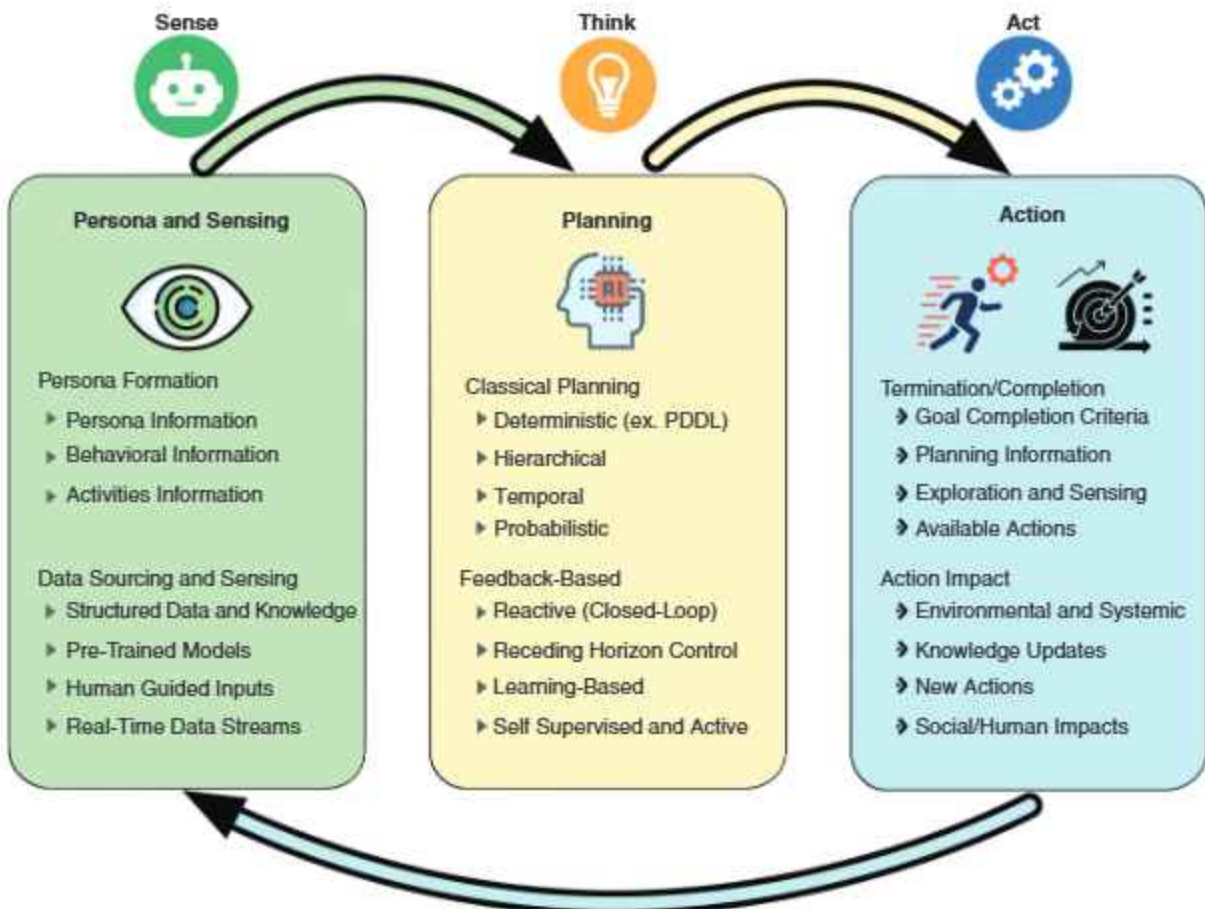 Sense
Think
Act
Persona and Sensing
Persona Formation
Persona Information
Behavioral Information
Activities Information
Data Sourcing and Sensing
Structured Data and Knowledge
Pre-Trained Models
Human Guided Inputs
Real-Time Data Streams
Planning
AI
Classical Planning
Deterministic (ex. PDDL)
Hierarchical
Temporal
Probabilistic
Feedback-Based
Reactive (Closed-Loop)
Receding Horizon Control
Learning-Based
Self Supervised and Active
Action
Termination/Completion
Goal Completion Criteria
Planning Information
Exploration and Sensing
Available Actions
Action Impact
Environmental and Systemic
Knowledge Updates
New Actions
Social/Human Impacts